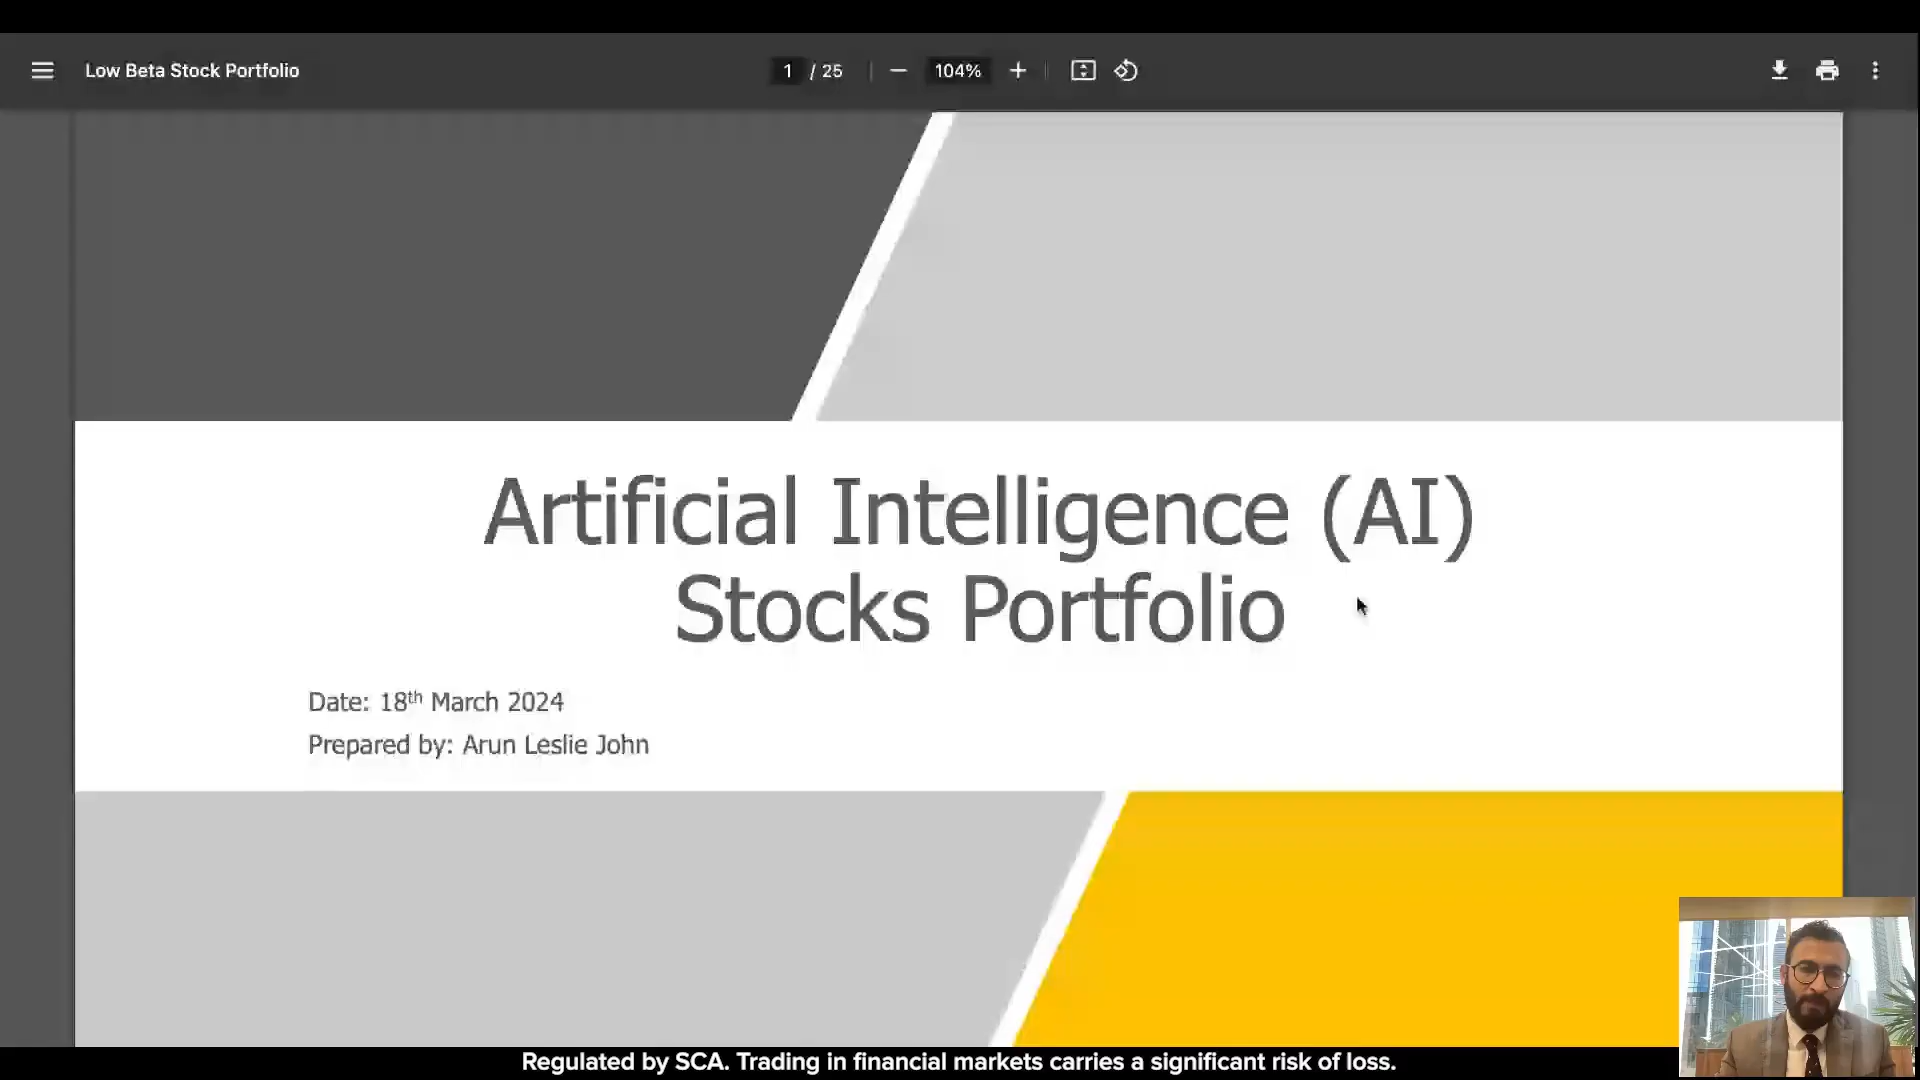 Low Beta Stock Portfolio
1 / 25
104%
Artificial Intelligence (AI)
Stocks Portfolio
Date: 18th March 2024
Prepared by: Arun Leslie John
Regulated by SCA. Trading in financial markets carries a significant risk of loss.